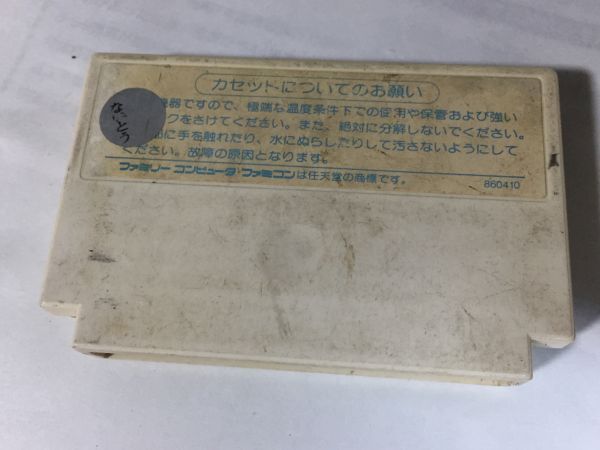 カセットについてのお願い
機器ですので、極端な温度条件下での使用や保管および強い
クをさけてください。また、絶対に分解しないでください。
に手を触れたり、水にぬらしたりして汚さないようにして
ください。故障の原因となります。
ファミリーコンピュータ・ファミコンは任天堂の商標です。
860410